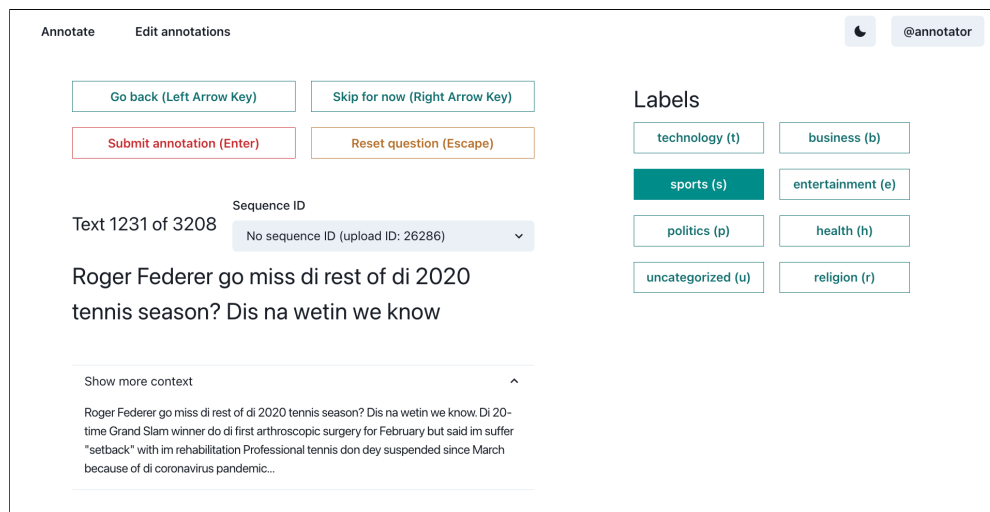 Annotate
Edit annotations
@annotator
Go back (Left Arrow Key)
Skip for now (Right Arrow Key)
Submit annotation (Enter)
Reset question (Escape)
Text 1231 of 3208
Sequence ID
No sequence ID (upload ID: 26286)
Roger Federer go miss di rest of di 2020
tennis season? Dis na wetin we know
Show more context
Roger Federer go miss di rest of di 2020 tennis season? Dis na wetin we know. Di 20-
time Grand Slam winner do di first arthroscopic surgery for February but said im suffer
"setback" with im rehabilitation Professional tennis don dey suspended since March
because of di coronavirus pandemic...
Labels
technology (t)
business (b)
sports (s)
entertainment (e)
politics (p)
health (h)
uncategorized (u)
religion (r)